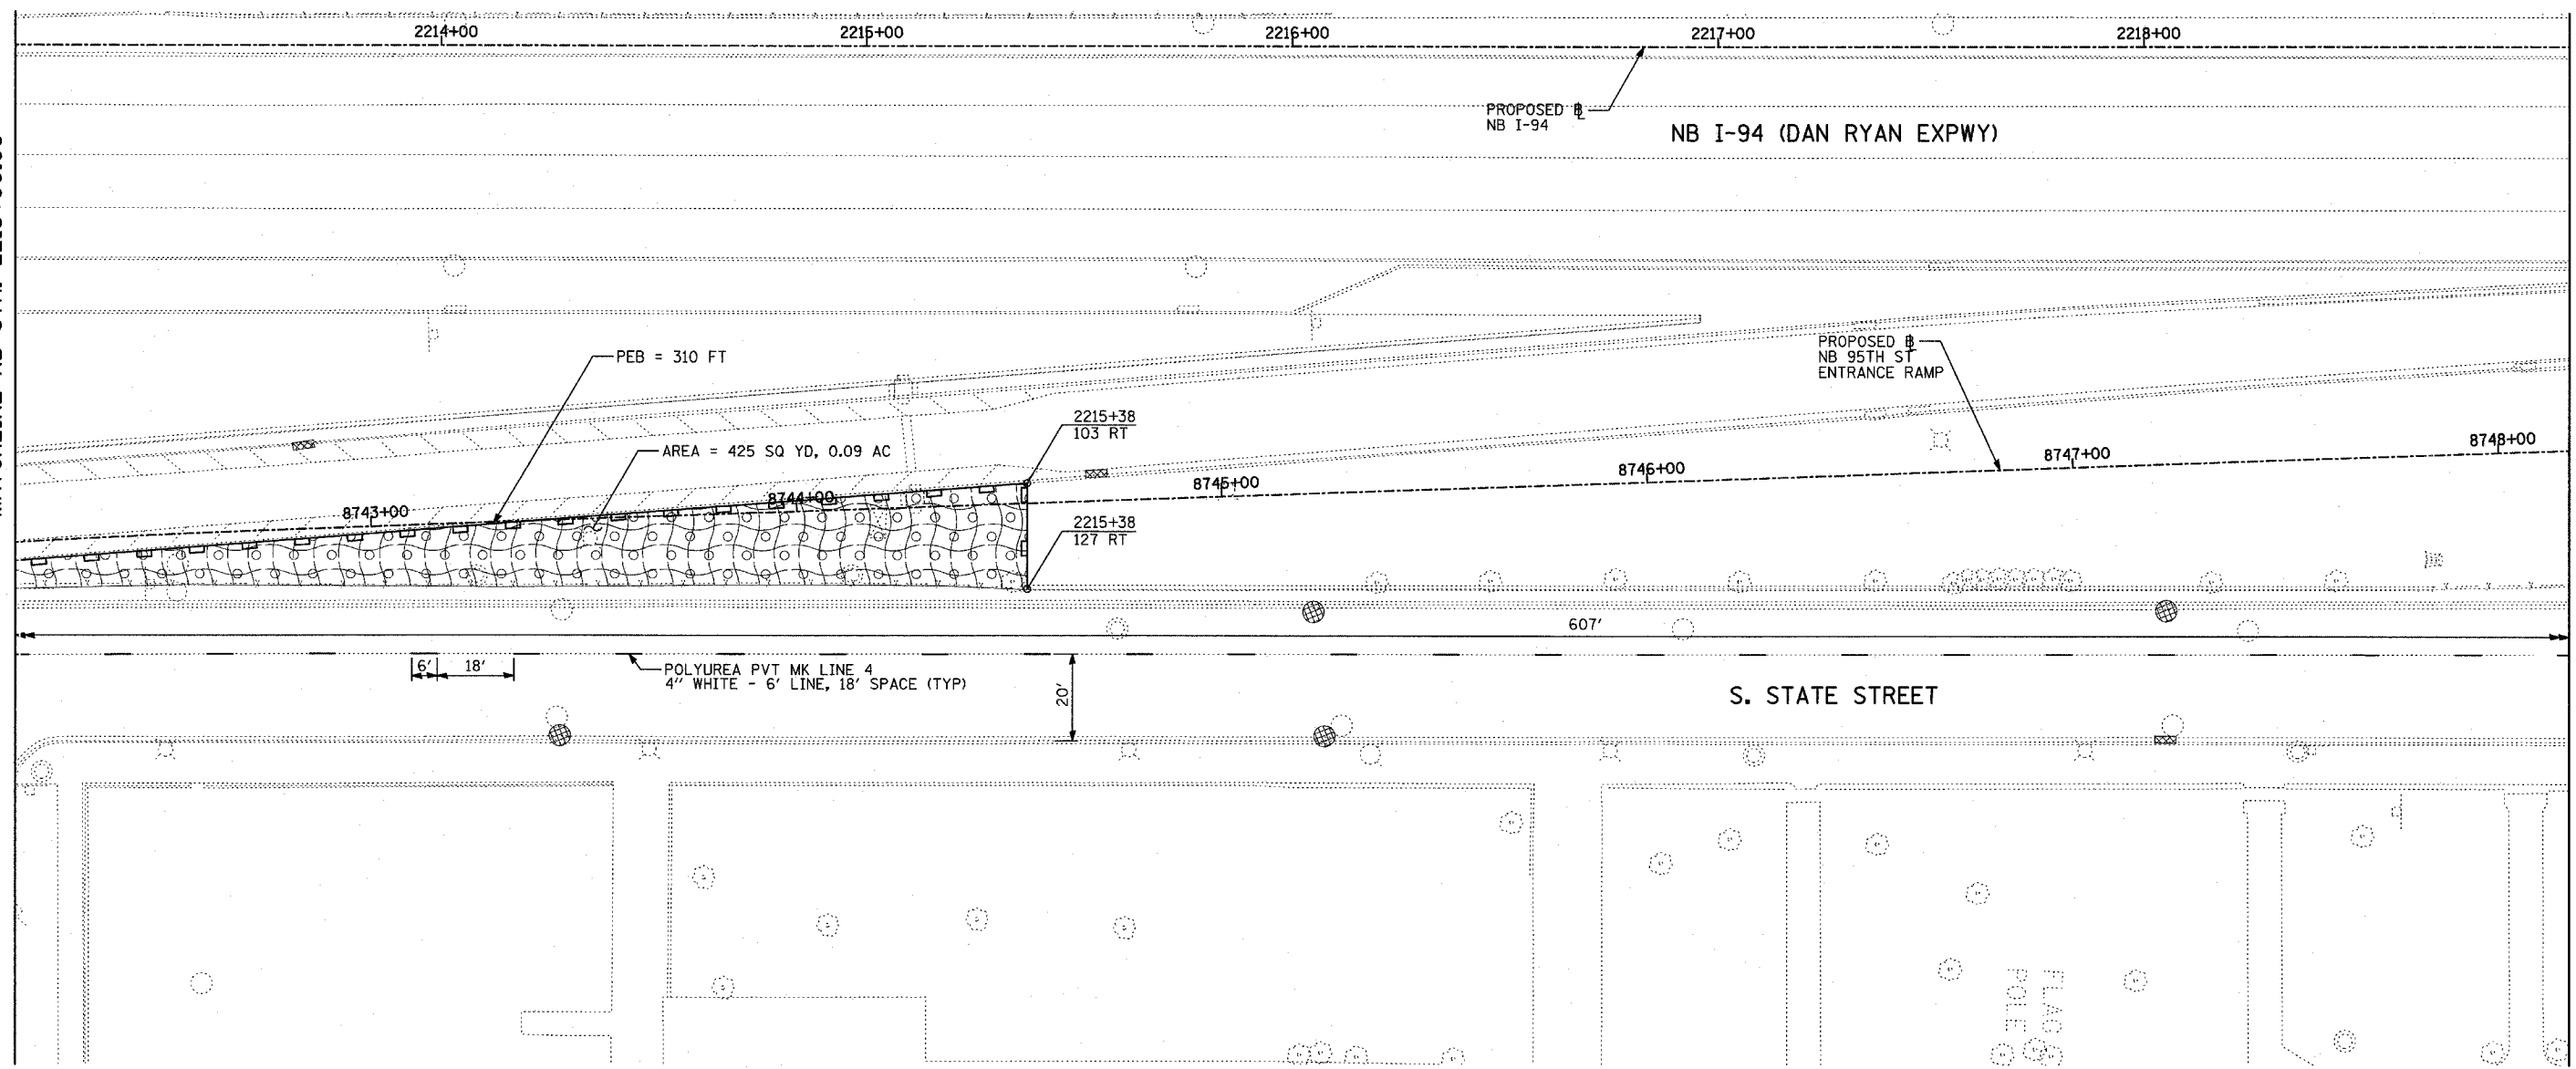 2214+00 2215+00 2216+00 2217+00 2218+00
PROPOSED B
NB I-94
NB I-94 (DAN RYAN EXPWY)
PEB = 310 FT
PROPOSED B
NB 95TH ST
ENTRANCE RAMP
2215+38
103 RT
AREA = 425 SQ YD, 0.09 AC
8743+00 8744+00 8745+00 8746+00 8747+00 8748+00
2215+38
127 RT
607'
6' 18'
POLYUREA PVT MK LINE 4
4" WHITE - 6' LINE, 18' SPACE (TYP)
20'
S. STATE STREET
FLAG
POLE